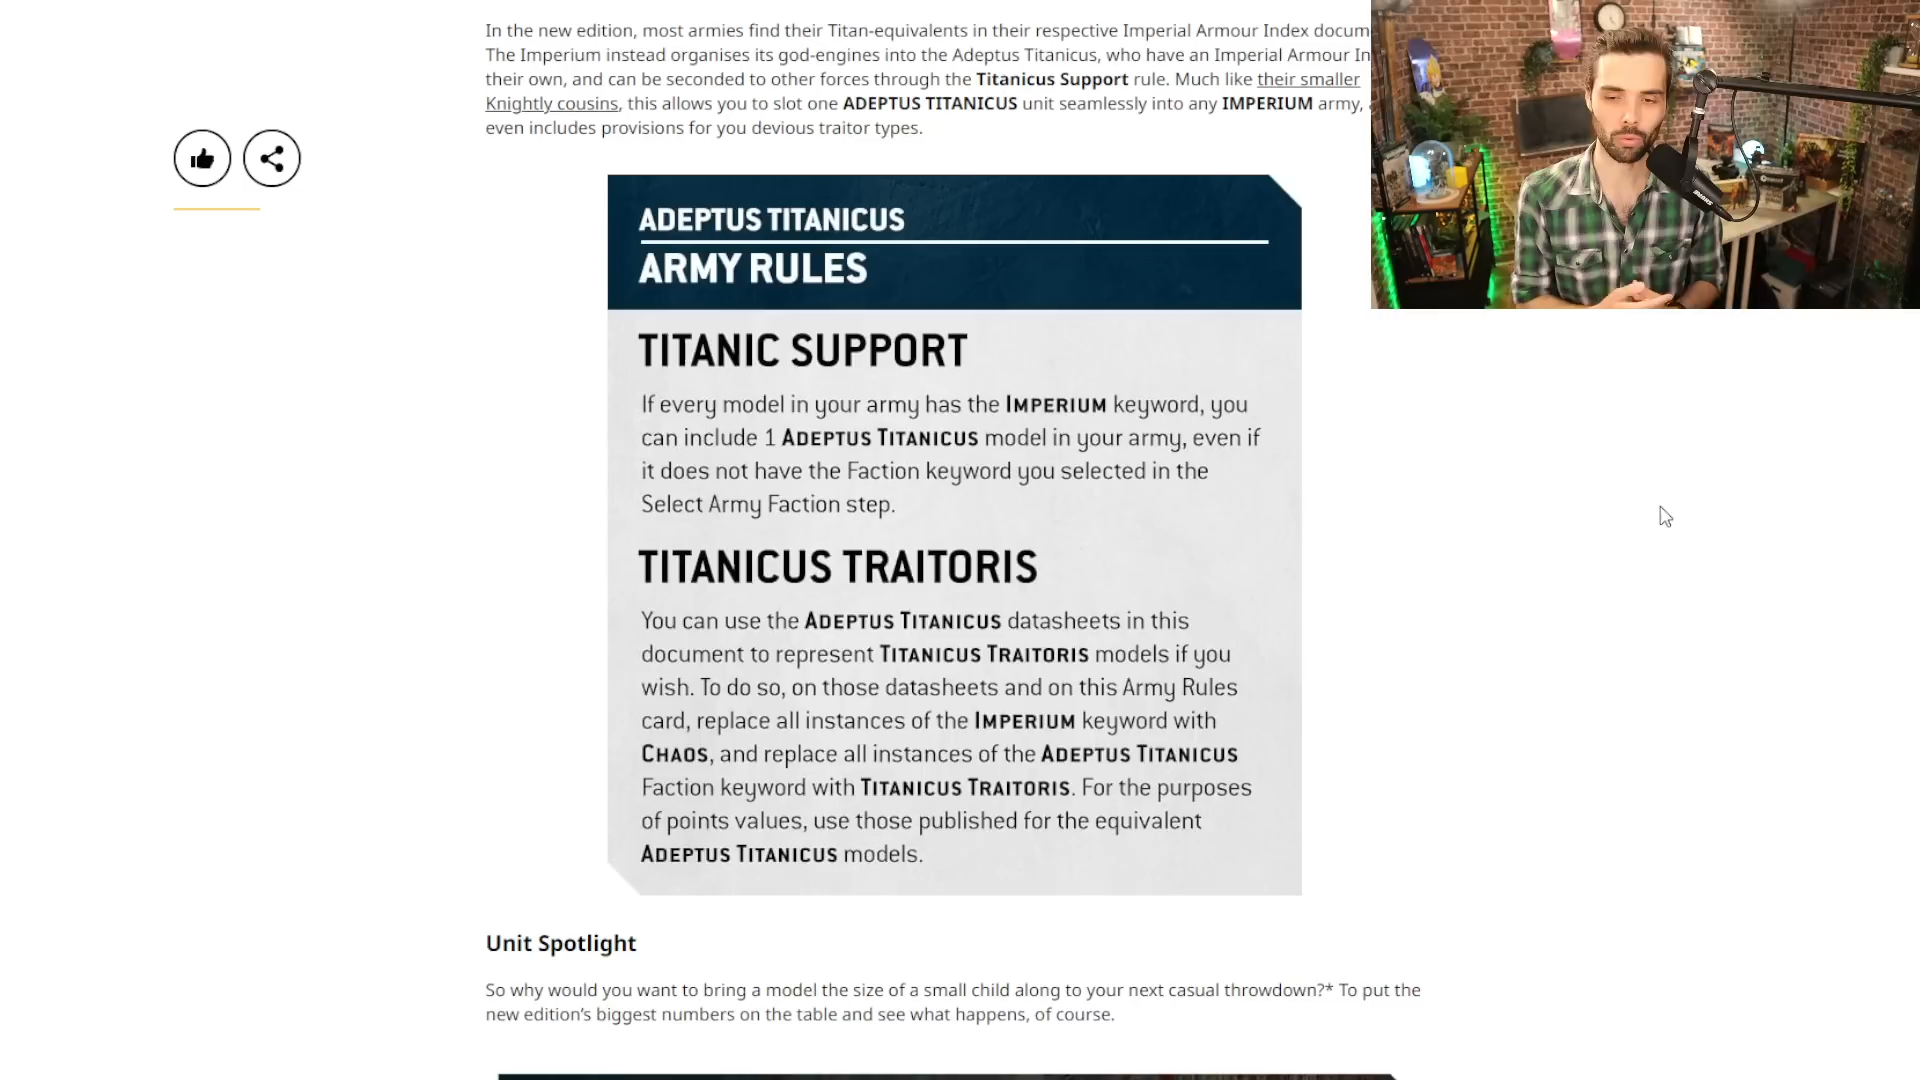 In the new edition, most armies find their Titan-equivalents in their respective Imperial Armour Index docum
The Imperium instead organises its god-engines into the Adeptus Titanicus, who have an Imperial Armour In
their own, and can be seconded to other forces through the Titanicus Support rule. Much like their smaller
Knightly cousins, this allows you to slot one ADEPTUS TITANICUS unit seamlessly into any IMPERIUM army,
even includes provisions for you devious traitor types.
ADEPTUS TITANICUS
ARMY RULES
TITANIC SUPPORT
If every model in your army has the IMPERIUM keyword, you
can include 1 ADEPTUS TITANICUS model in your army, even if
it does not have the Faction keyword you selected in the
Select Army Faction step.
TITANICUS TRAITORIS
You can use the ADEPTUS TITANICUS datasheets in this
document to represent TITANICUS TRAITORIS models if you
wish. To do so, on those datasheets and on this Army Rules
card, replace all instances of the IMPERIUM keyword with
CHAOS, and replace all instances of the ADEPTUS TITANICUS
Faction keyword with TITANICUS TRAITORIS. For the purposes
of points values, use those published for the equivalent
ADEPTUS TITANICUS models.
Unit Spotlight
So why would you want to bring a model the size of a small child along to your next casual throwdown?* To put the
new edition's biggest numbers on the table and see what happens, of course.